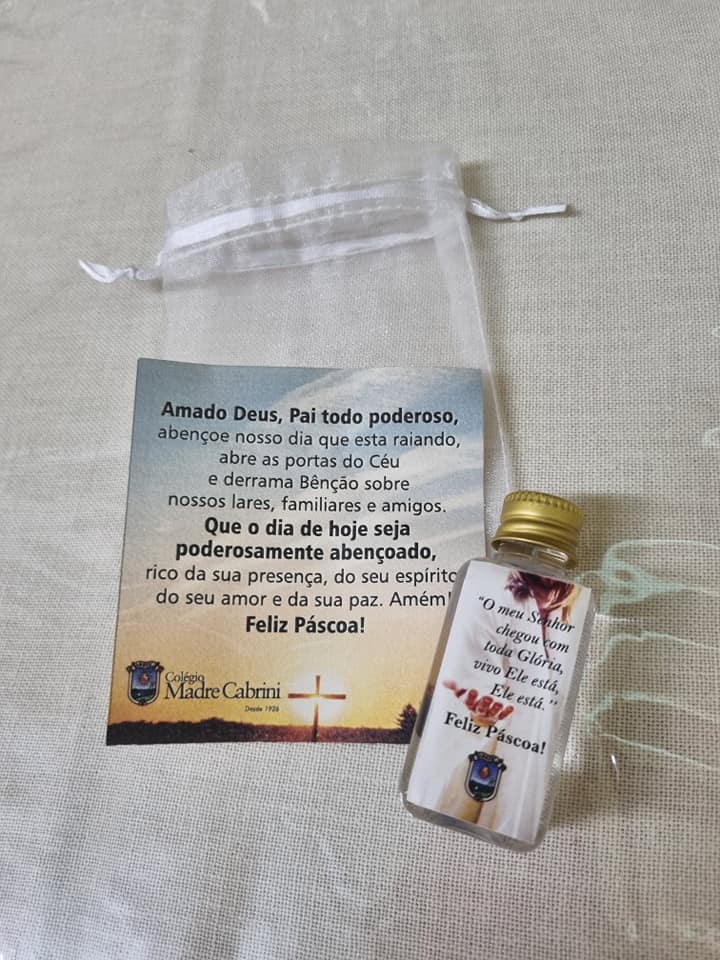 Amado Deus, Pai todo poderoso,
abençoe nosso dia que esta raiando,
abre as portas do Céu
e derrama Bênção sobre
nossos lares, familiares e amigos.
Que o dia de hoje seja
poderosamente abençoado,
rico da sua presença, do seu espírito
do seu amor e da sua paz. Amém!
Feliz Páscoa!
Colégio
Madre Cabrini
Desde 1926
“O meu Senhor
chegou com
toda Glória,
vivo Ele está,
Ele está.”
Feliz Páscoa!